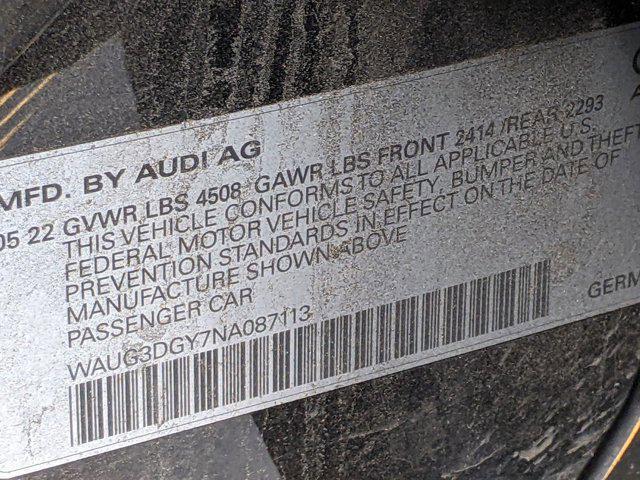 MFD. BY AUDI AG
05 22 GVWR LBS 4508 GAWR LBS FRONT 2414 /REAR 2293
THIS VEHICLE CONFORMS TO ALL APPLICABLE U.S.
FEDERAL MOTOR VEHICLE SAFETY, BUMPER AND THEFT
PREVENTION STANDARDS IN EFFECT ON THE DATE OF
MANUFACTURE SHOWN ABOVE
PASSENGER CAR
WAUG3DGY7NA087113
GERM